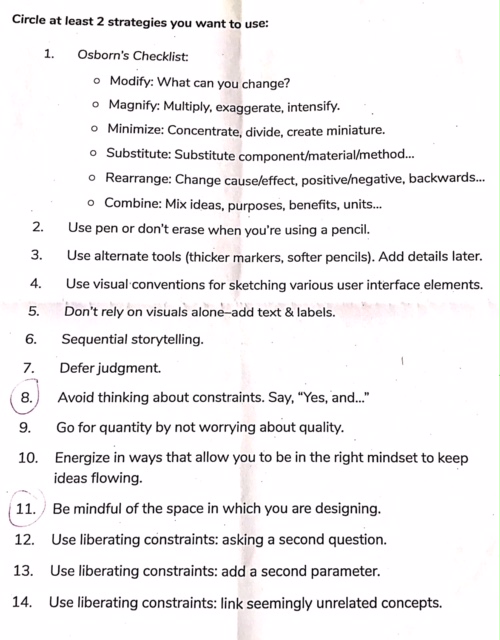 Circle at least 2 strategies you want to use:
1. Osborn's Checklist:
o Modify: What can you change?
o Magnify: Multiply, exaggerate, intensify.
o Minimize: Concentrate, divide, create miniature.
o Substitute: Substitute component/material/method...
o Rearrange: Change cause/effect, positive/negative, backwards...
o Combine: Mix ideas, purposes, benefits, units...
2. Use pen or don't erase when you're using a pencil.
3. Use alternate tools (thicker markers, softer pencils). Add details later.
4. Use visual conventions for sketching various user interface elements.
5. Don't rely on visuals alone–add text & labels.
6. Sequential storytelling.
7. Defer judgment.
8. Avoid thinking about constraints. Say, "Yes, and..."
9. Go for quantity by not worrying about quality.
10. Energize in ways that allow you to be in the right mindset to keep
ideas flowing.
11. Be mindful of the space in which you are designing.
12. Use liberating constraints: asking a second question.
13. Use liberating constraints: add a second parameter.
14. Use liberating constraints: link seemingly unrelated concepts.